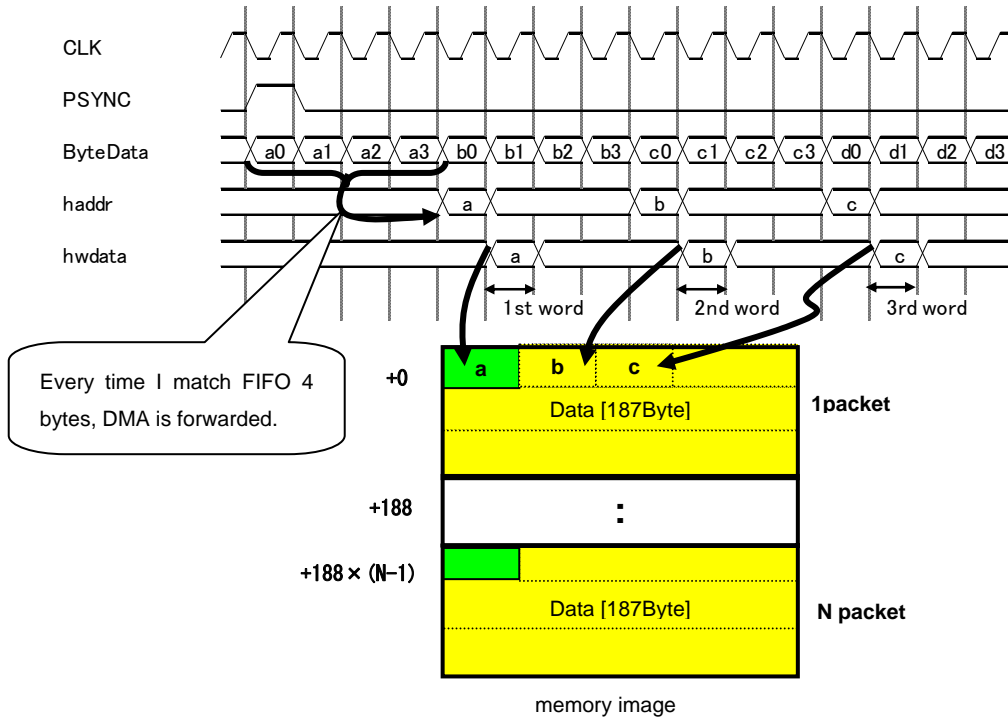 CLK
PSYNC
ByteData a0 a1 a2 a3 b0 b1 b2 b3 c0 c1 c2 c3 d0 d1 d2 d3
haddr a b c
hwdata a b c
1st word 2nd word 3rd word
Every time I match FIFO 4
bytes, DMA is forwarded.
+0 a b c
Data [187Byte] 1packet
+188 :
+188×(N-1)
Data [187Byte] N packet
memory image